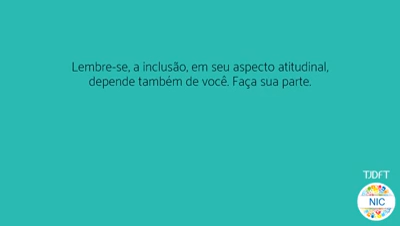 Lembre-se, a inclusão, em seu aspecto atitudinal,
depende também de você. Faça sua parte.
TJDFT
NIC